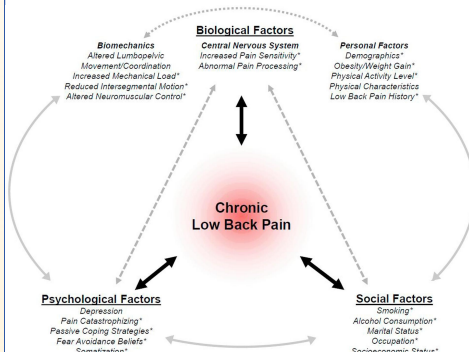 Biological Factors
Biomechanics
Altered Lumbopelvic
Movement/Coordination
Increased Mechanical Load*
Reduced Intersegmental Motion*
Altered Neuromuscular Control*
Central Nervous System
Increased Pain Sensitivity*
Abnormal Pain Processing*
Personal Factors
Demographics*
Obesity/Weight Gain*
Physical Activity Level*
Physical Characteristics
Low Back Pain History*
Chronic
Low Back Pain
Psychological Factors
Depression
Pain Catastrophizing*
Passive Coping Strategies*
Fear Avoidance Beliefs*
Somatization*
Social Factors
Smoking*
Alcohol Consumption*
Marital Status*
Occupation*
Socioeconomic Status*